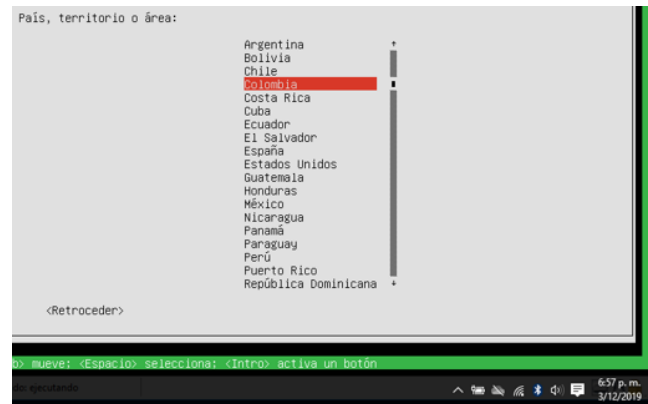 País, territorio o área:
Argentina
Bolivia
Chile
Colombia
Costa Rica
Cuba
Ecuador
El Salvador
España
Estados Unidos
Guatemala
Honduras
México
Nicaragua
Panamá
Paraguay
Perú
Puerto Rico
República Dominicana
<Retroceder>
b> mueve; <Espacio> selecciona; <Intro> activa un botón
do: ejecutando
6:57 p. m.
3/12/2019